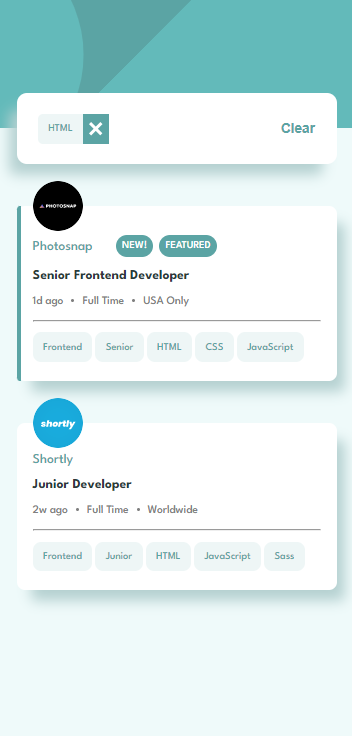 HTML
Clear
PHOTOSNAP
Photosnap NEW! FEATURED
Senior Frontend Developer
1d ago • Full Time • USA Only
Frontend Senior HTML CSS JavaScript
shortly
Shortly
Junior Developer
2w ago • Full Time • Worldwide
Frontend Junior HTML JavaScript Sass